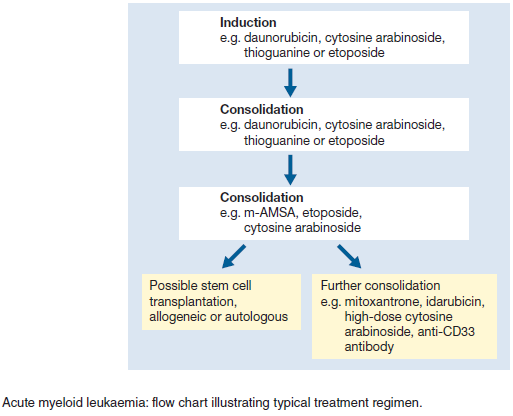 Induction
e.g. daunorubicin, cytosine arabinoside,
thioguanine or etoposide
Consolidation
e.g. daunorubicin, cytosine arabinoside,
thioguanine or etoposide
Consolidation
e.g. m-AMSA, etoposide,
cytosine arabinoside
Possible stem cell
transplantation,
allogeneic or autologous
Further consolidation
e.g. mitoxantrone, idarubicin,
high-dose cytosine
arabinoside, anti-CD33
antibody
Acute myeloid leukaemia: flow chart illustrating typical treatment regimen.